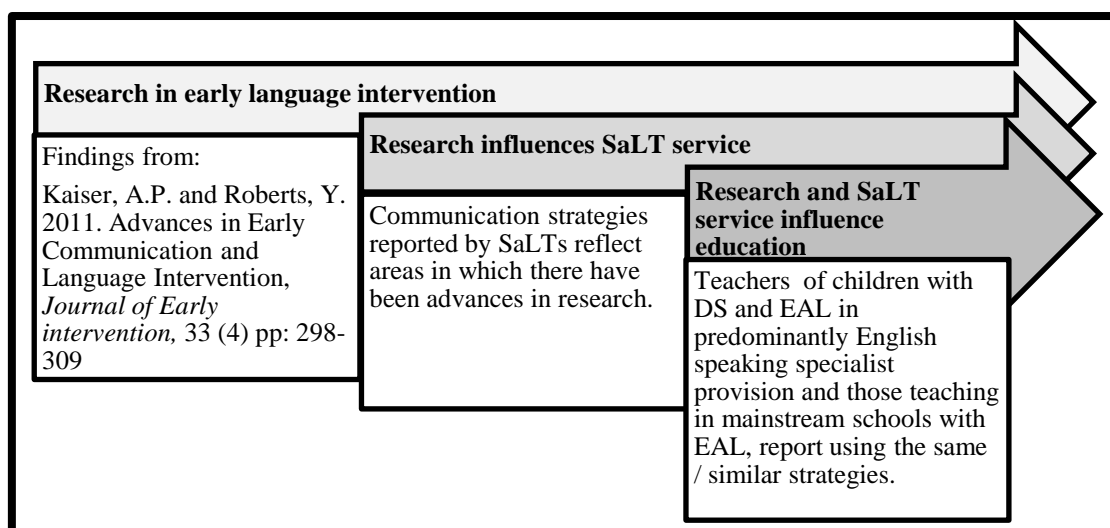 Research in early language intervention
Findings from:
Kaiser, A.P. and Roberts, Y.
2011. Advances in Early
Communication and
Language Intervention,
Journal of Early
intervention, 33 (4) pp: 298-
309
Research influences SaLT service
Communication strategies
reported by SaLTs reflect
areas in which there have
been advances in research.
Research and SaLT
service influence
education
Teachers of children with
DS and EAL in
predominantly English
speaking specialist
provision and those teaching
in mainstream schools with
EAL, report using the same
/ similar strategies.